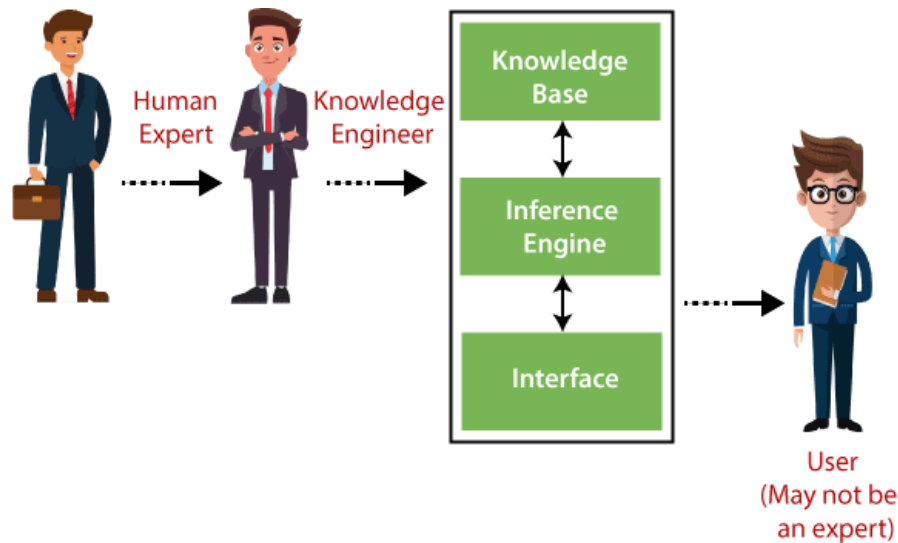 Human
Expert
Knowledge
Engineer
Knowledge
Base
Inference
Engine
Interface
User
(May not be
an expert)